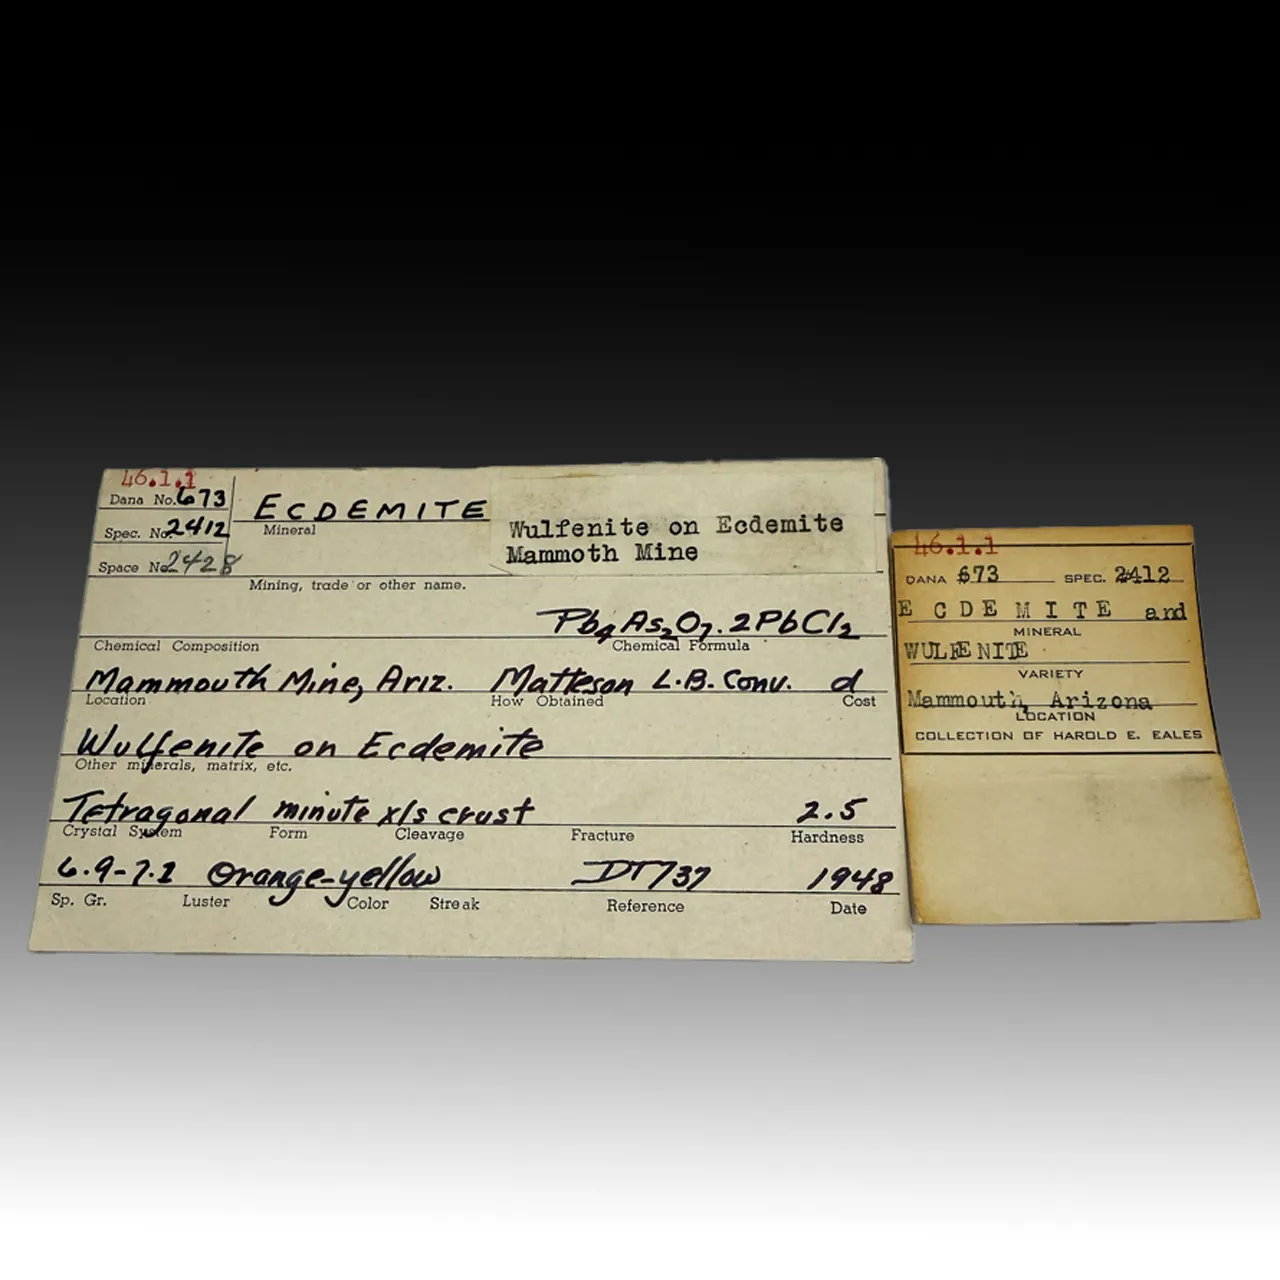 46.1.1
Dana No. 673
Spec. No. 2412
Space No. 2428
ECDEMITE
Mineral
Wulfenite on Ecdemite
Mammoth Mine
Mining, trade or other name.
Pb4As2O7.2PbCl2
Chemical Composition Chemical Formula
Mammouth Mine, Ariz. Matteson L.B. Conv. d
Location How Obtained Cost
Wulfenite on Ecdemite
Other minerals, matrix, etc.
Tetragonal minute xls crust 2.5
Crystal System Form Cleavage Fracture Hardness
6.9-7.1 Orange-yellow DT737 1948
Sp. Gr. Luster Color Streak Reference Date
46.1.1
DANA 673 SPEC. 2412
ECDEMITE and
MINERAL
WULFENITE
VARIETY
Mammouth, Arizona
LOCATION
COLLECTION OF HAROLD E. EALES